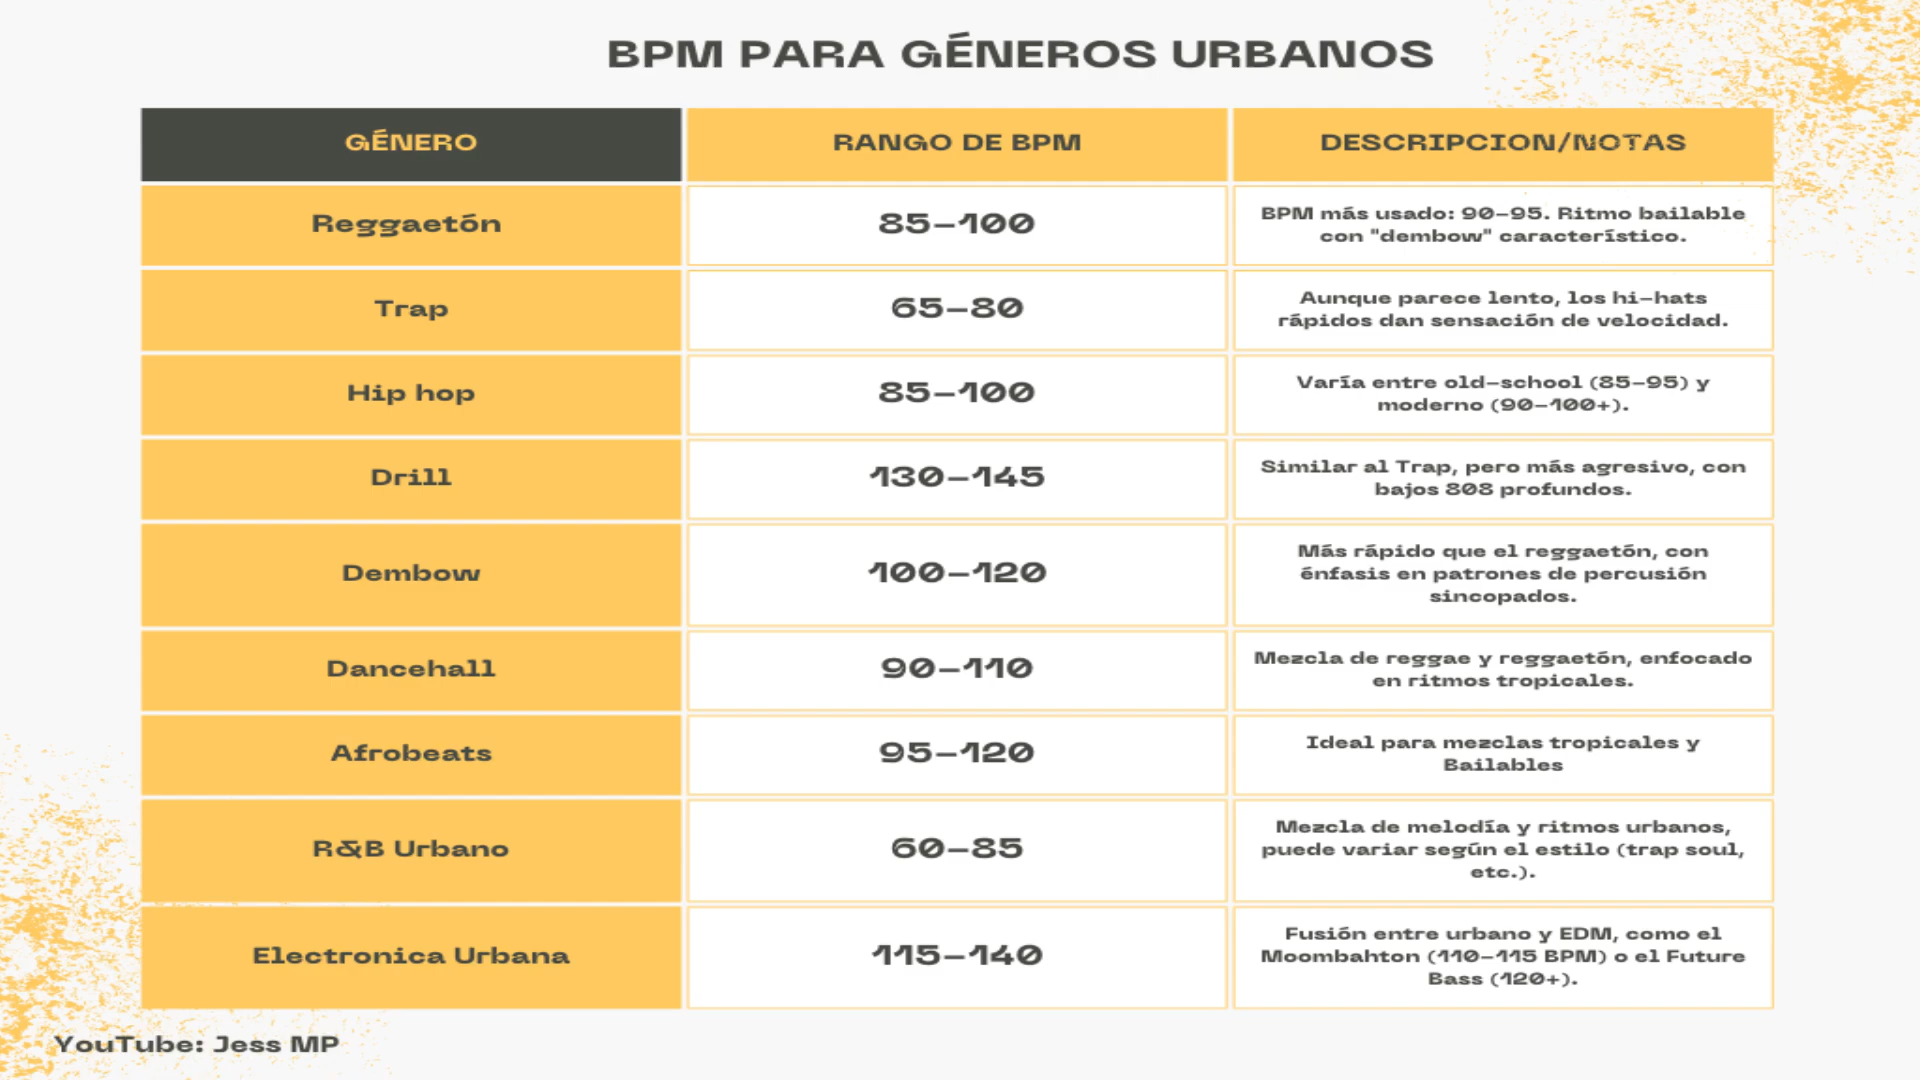 BPM PARA GÉNEROS URBANOS
GÉNERO
RANGO DE BPM
DESCRIPCION/NOTAS
Reggaetón
85–100
BPM más usado: 90–95. Ritmo bailable
con "dembow" característico.
Trap
65–80
Aunque parece lento, los hi-hats
rápidos dan sensación de velocidad.
Hip hop
85–100
Varía entre old-school (85–95) y
moderno (90–100+).
Drill
130–145
Similar al Trap, pero más agresivo, con
bajos 808 profundos.
Dembow
100–120
Más rápido que el reggaetón, con
énfasis en patrones de percusión
sincopados.
Dancehall
90–110
Mezcla de reggae y reggaetón, enfocado
en ritmos tropicales.
Afrobeats
95–120
Ideal para mezclas tropicales y
Bailables
R&B Urbano
60–85
Mezcla de melodía y ritmos urbanos,
puede variar según el estilo (trap soul,
etc.).
Electronica Urbana
115–140
Fusión entre urbano y EDM, como el
Moombahton (110–115 BPM) o el Future
Bass (120+).
YouTube: Jess MP